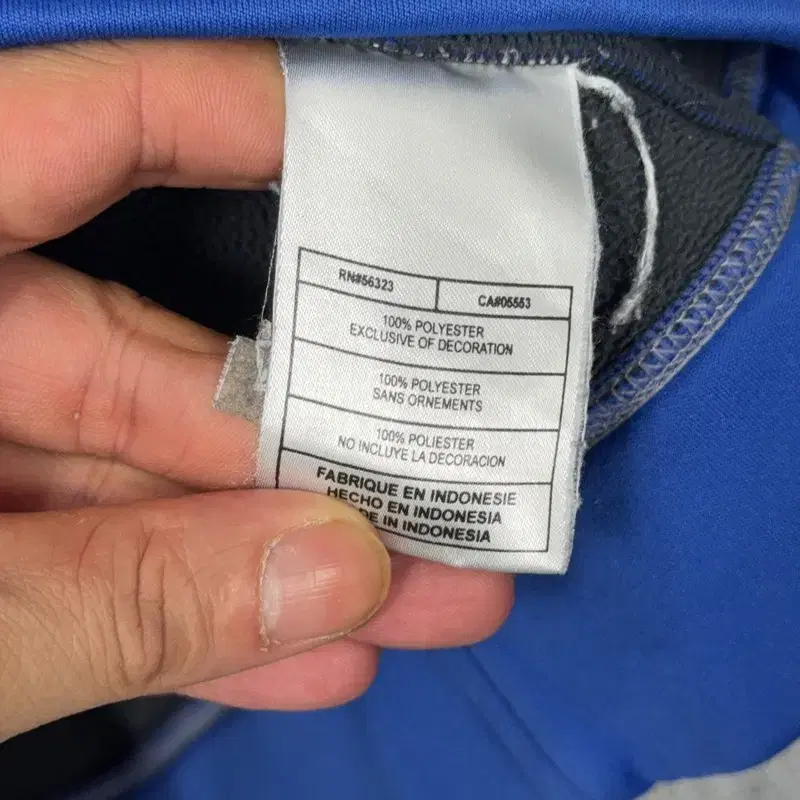 RN#56323
CA#05553
100% POLYESTER
EXCLUSIVE OF DECORATION
100% POLYESTER
SANS ORNEMENTS
100% POLIESTER
NO INCLUYE LA DECORACION
FABRIQUE EN INDONESIE
HECHO EN INDONESIA
IN INDONESIA